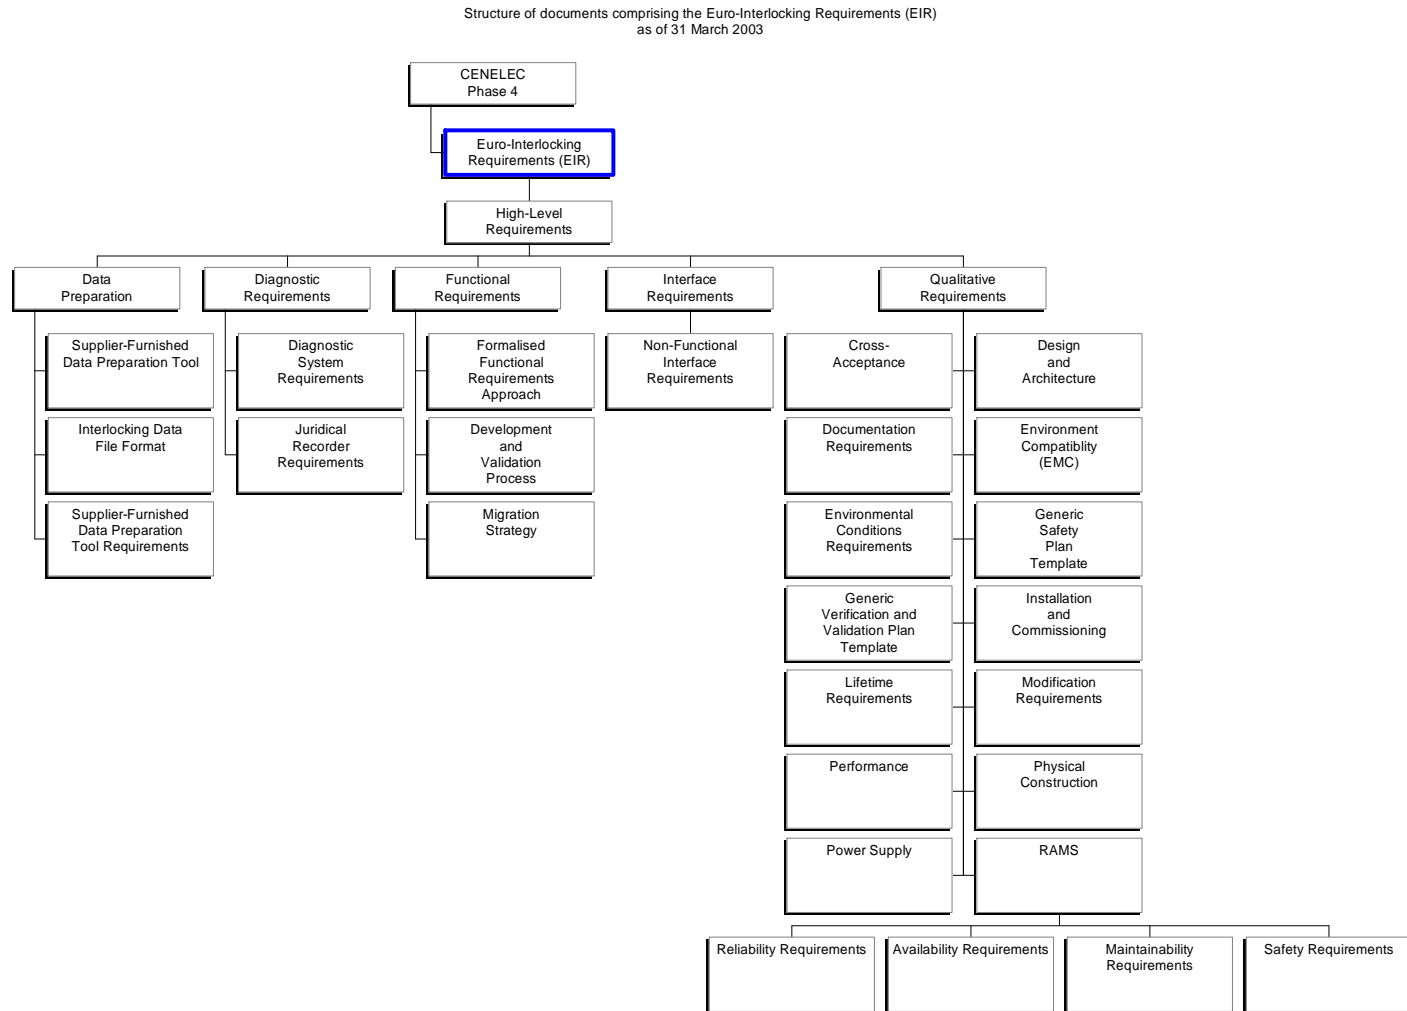 Structure of documents comprising the Euro-Interlocking Requirements (EIR)
as of 31 March 2003
CENELEC
Phase 4
Euro-Interlocking
Requirements (EIR)
High-Level
Requirements
Data
Preparation
Diagnostic
Requirements
Functional
Requirements
Interface
Requirements
Qualitative
Requirements
Supplier-Furnished
Data Preparation Tool
Diagnostic
System
Requirements
Formalised
Functional
Requirements
Approach
Non-Functional
Interface
Requirements
Cross-
Acceptance
Design
and
Architecture
Interlocking Data
File Format
Juridical
Recorder
Requirements
Development
and
Validation
Process
Documentation
Requirements
Environment
Compatiblity
(EMC)
Supplier-Furnished
Data Preparation
Tool Requirements
Migration
Strategy
Environmental
Conditions
Requirements
Generic
Safety
Plan
Template
Generic
Verification and
Validation Plan
Template
Installation
and
Commissioning
Lifetime
Requirements
Modification
Requirements
Performance
Physical
Construction
Power Supply
RAMS
Reliability Requirements
Availability Requirements
Maintainability
Requirements
Safety Requirements